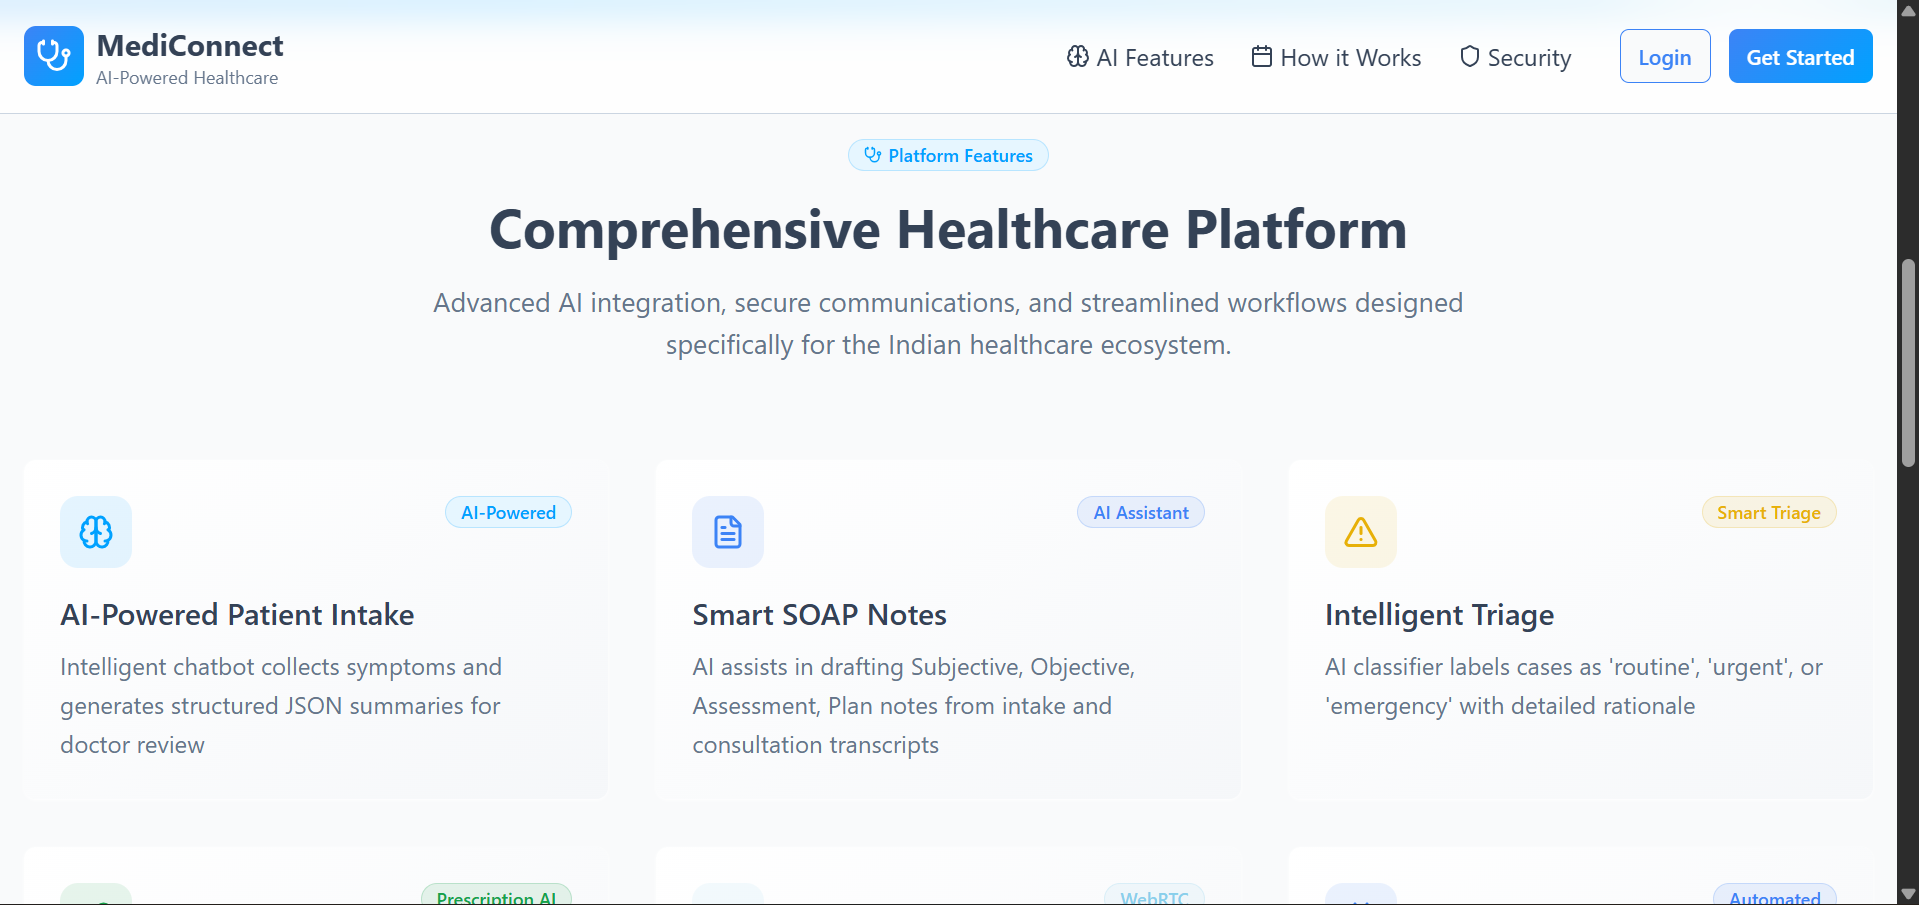 MediConnect
AI-Powered Healthcare
AI Features
How it Works
Security
Login
Get Started
Platform Features
Comprehensive Healthcare Platform
Advanced AI integration, secure communications, and streamlined workflows designed
specifically for the Indian healthcare ecosystem.
AI-Powered
AI-Powered Patient Intake
Intelligent chatbot collects symptoms and
generates structured JSON summaries for
doctor review
AI Assistant
Smart SOAP Notes
AI assists in drafting Subjective, Objective,
Assessment, Plan notes from intake and
consultation transcripts
Smart Triage
Intelligent Triage
AI classifier labels cases as 'routine', 'urgent', or
'emergency' with detailed rationale
Prescription AI
WebRTC
Automated